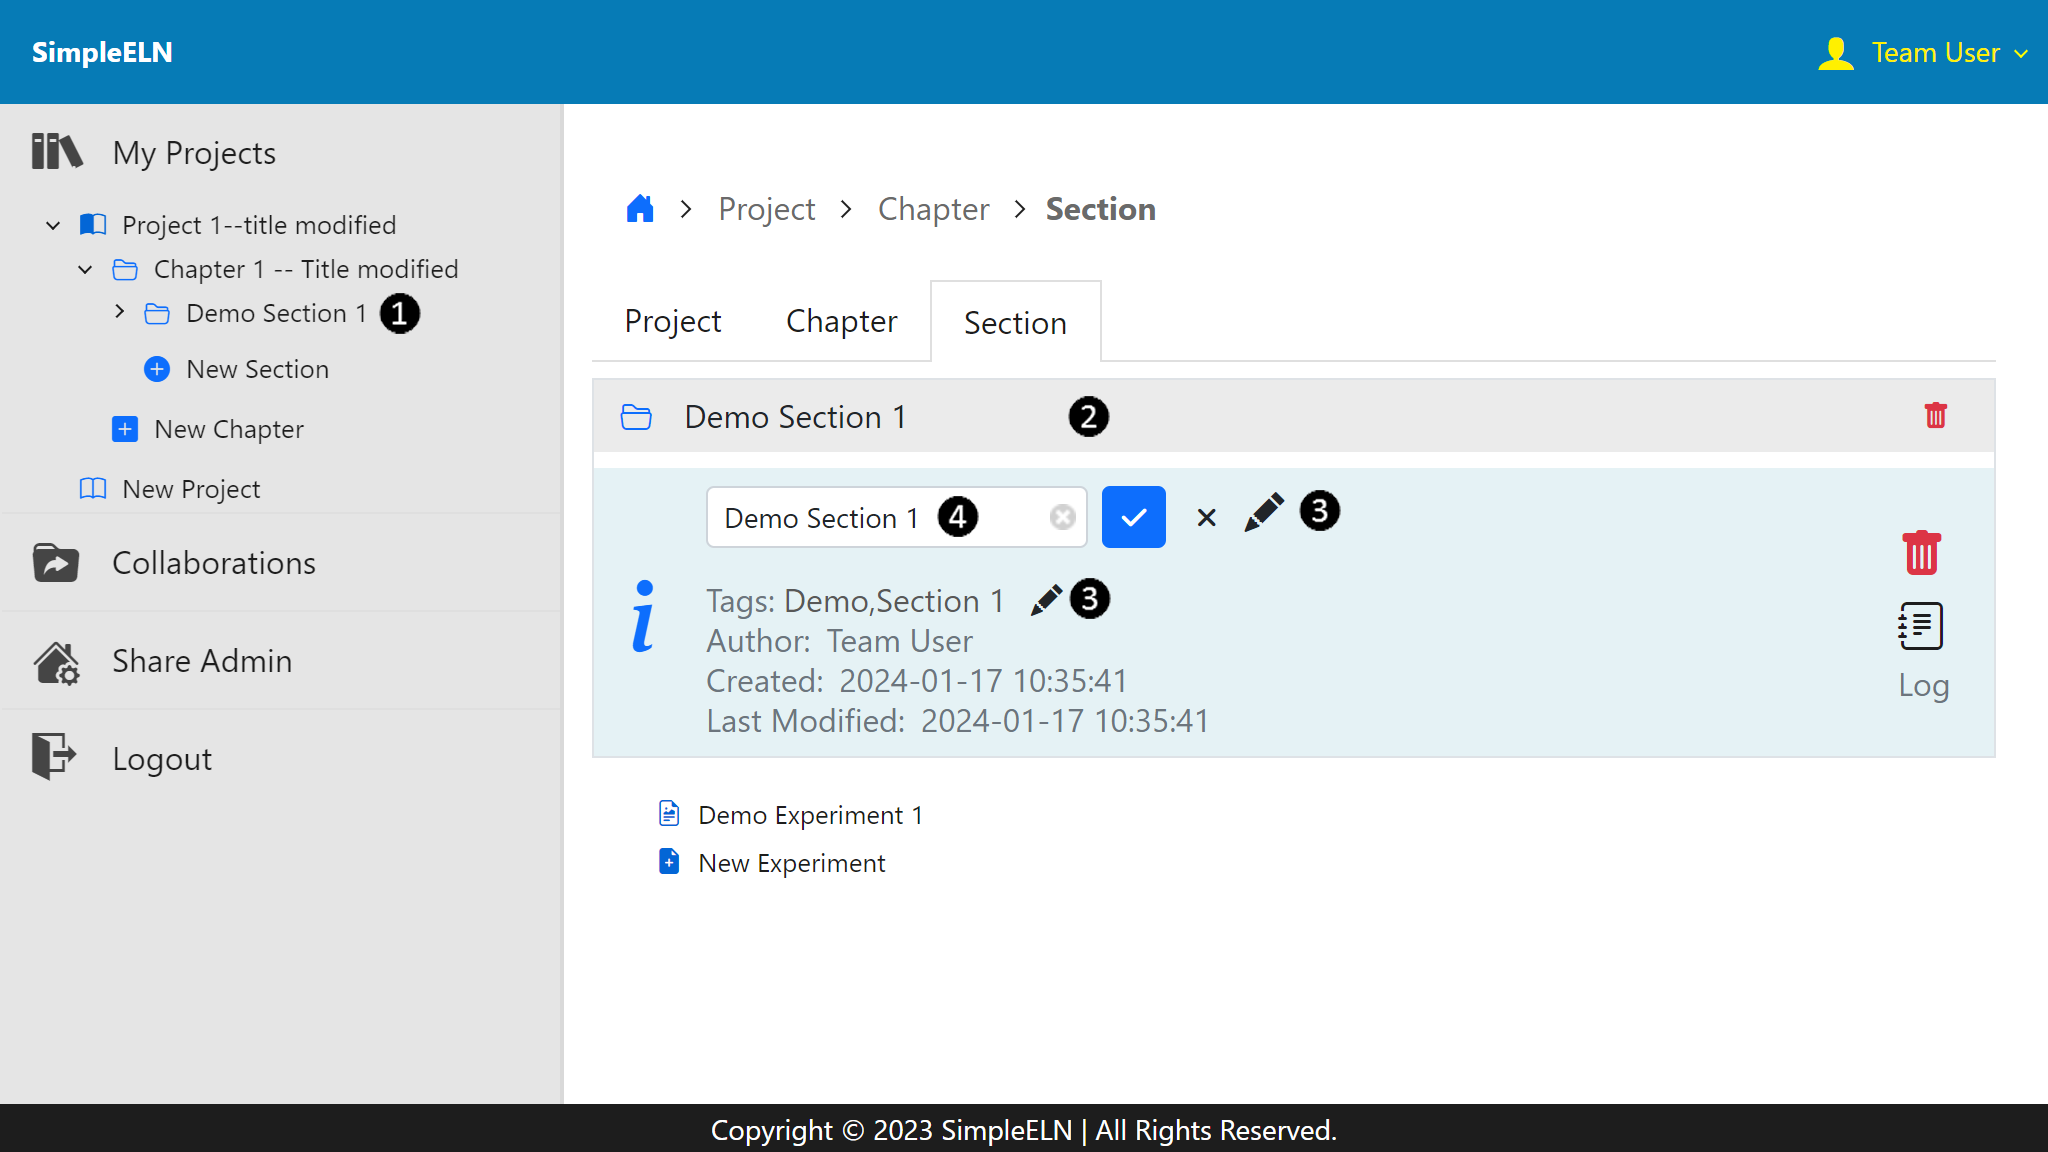 SimpleELN
Team User
My Projects
Project 1--title modified
Chapter 1 -- Title modified
Demo Section 1 1
New Section
New Chapter
New Project
Collaborations
Share Admin
Logout
Project > Chapter > Section
Project Chapter Section
Demo Section 1 2
Demo Section 1 4 3
Tags: Demo,Section 1 3
Author: Team User
Created: 2024-01-17 10:35:41
Last Modified: 2024-01-17 10:35:41
Log
Demo Experiment 1
New Experiment
Copyright © 2023 SimpleELN | All Rights Reserved.